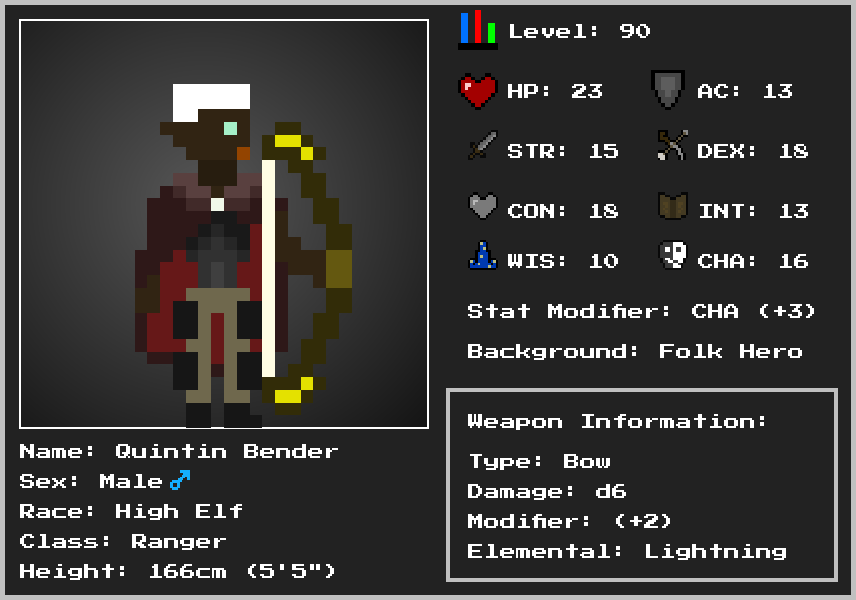 Level: 90
HP: 23 AC: 13
STR: 15 DEX: 18
CON: 18 INT: 13
WIS: 10 CHA: 16
Stat Modifier: CHA (+3)
Background: Folk Hero
Weapon Information:
Type: Bow
Damage: d6
Modifier: (+2)
Elemental: Lightning
Name: Quintin Bender
Sex: Male ♂
Race: High Elf
Class: Ranger
Height: 166cm (5'5")